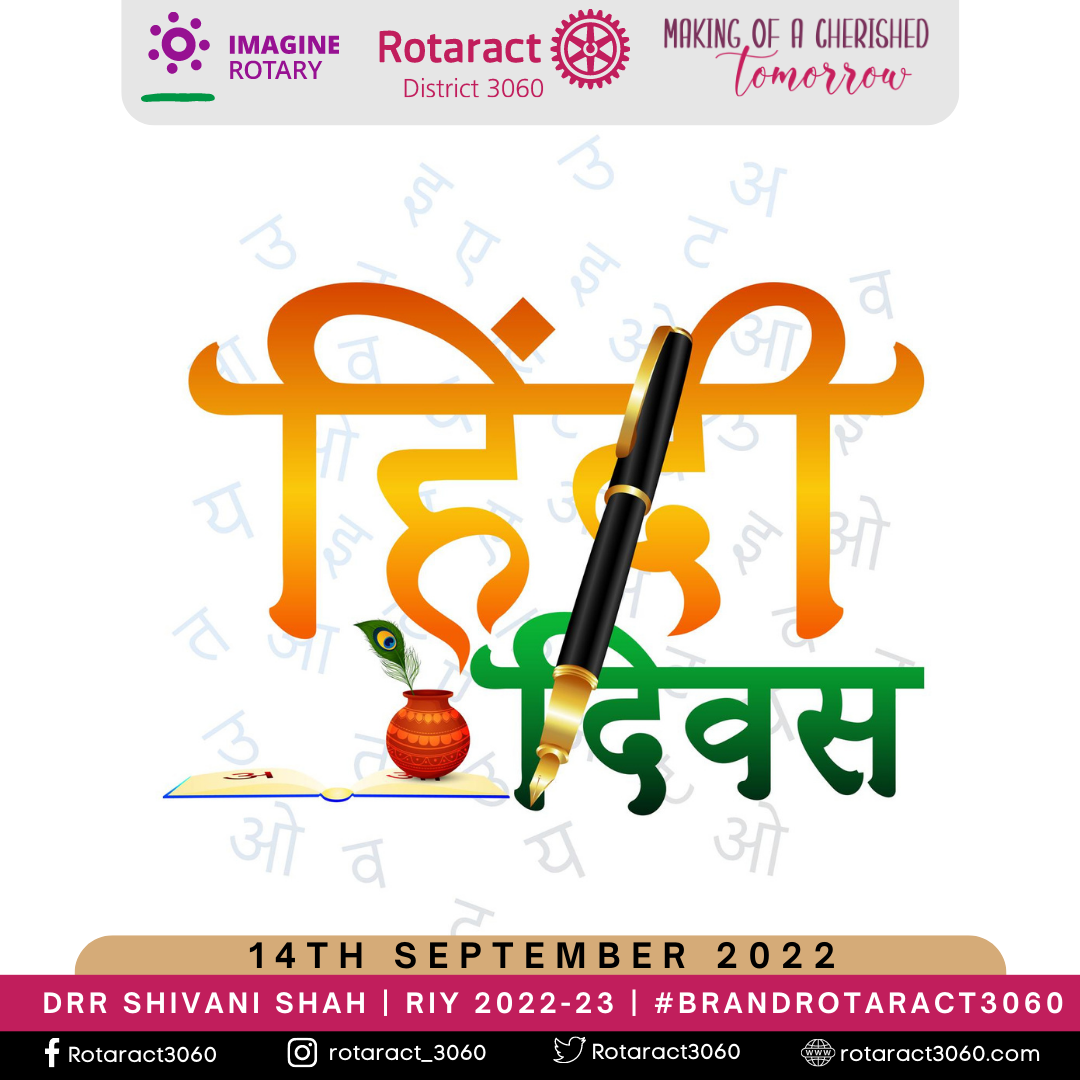 IMAGINE
ROTARY
Rotaract
District 3060
MAKING OF A CHERISHED
tomorrow
हिंदी
दिवस
अ
14TH SEPTEMBER 2022
DRR SHIVANI SHAH | RIY 2022-23 | #BRANDROTARACT3060
Rotaract3060 rotaract_3060 Rotaract3060 rotaract3060.com